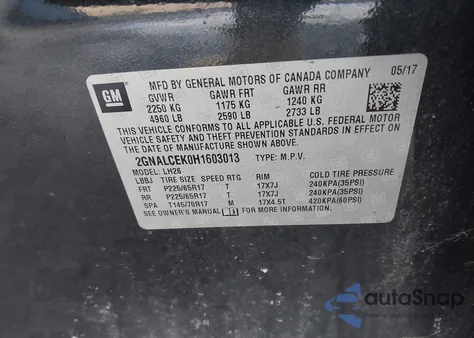 GM
MFD BY GENERAL MOTORS OF CANADA COMPANY 05/17
GVWR GAWR FRT GAWR RR
2250 KG 1175 KG 1240 KG
4960 LB 2590 LB 2733 LB
THIS VEHICLE CONFORMS TO ALL APPLICABLE U.S. FEDERAL MOTOR
VEHICLE SAFETY AND THEFT PREVENTION STANDARDS IN EFFECT ON
THE DATE OF MANUFACTURE SHOWN ABOVE.
2GNALCEK0H1603013 TYPE: M.P.V.
MODEL: LH26
LBBJ TIRE SIZE SPEED RTG RIM COLD TIRE PRESSURE
FRT P225/65R17 T 17X7J 240KPA(35PSI)
RR P225/65R17 T 17X7J 240KPA(35PSI)
SPA T145/70R17 M 17X4.5T 420KPA(60PSI)
SEE OWNER'S MANUAL
autoSnap
www.autosnap.pro